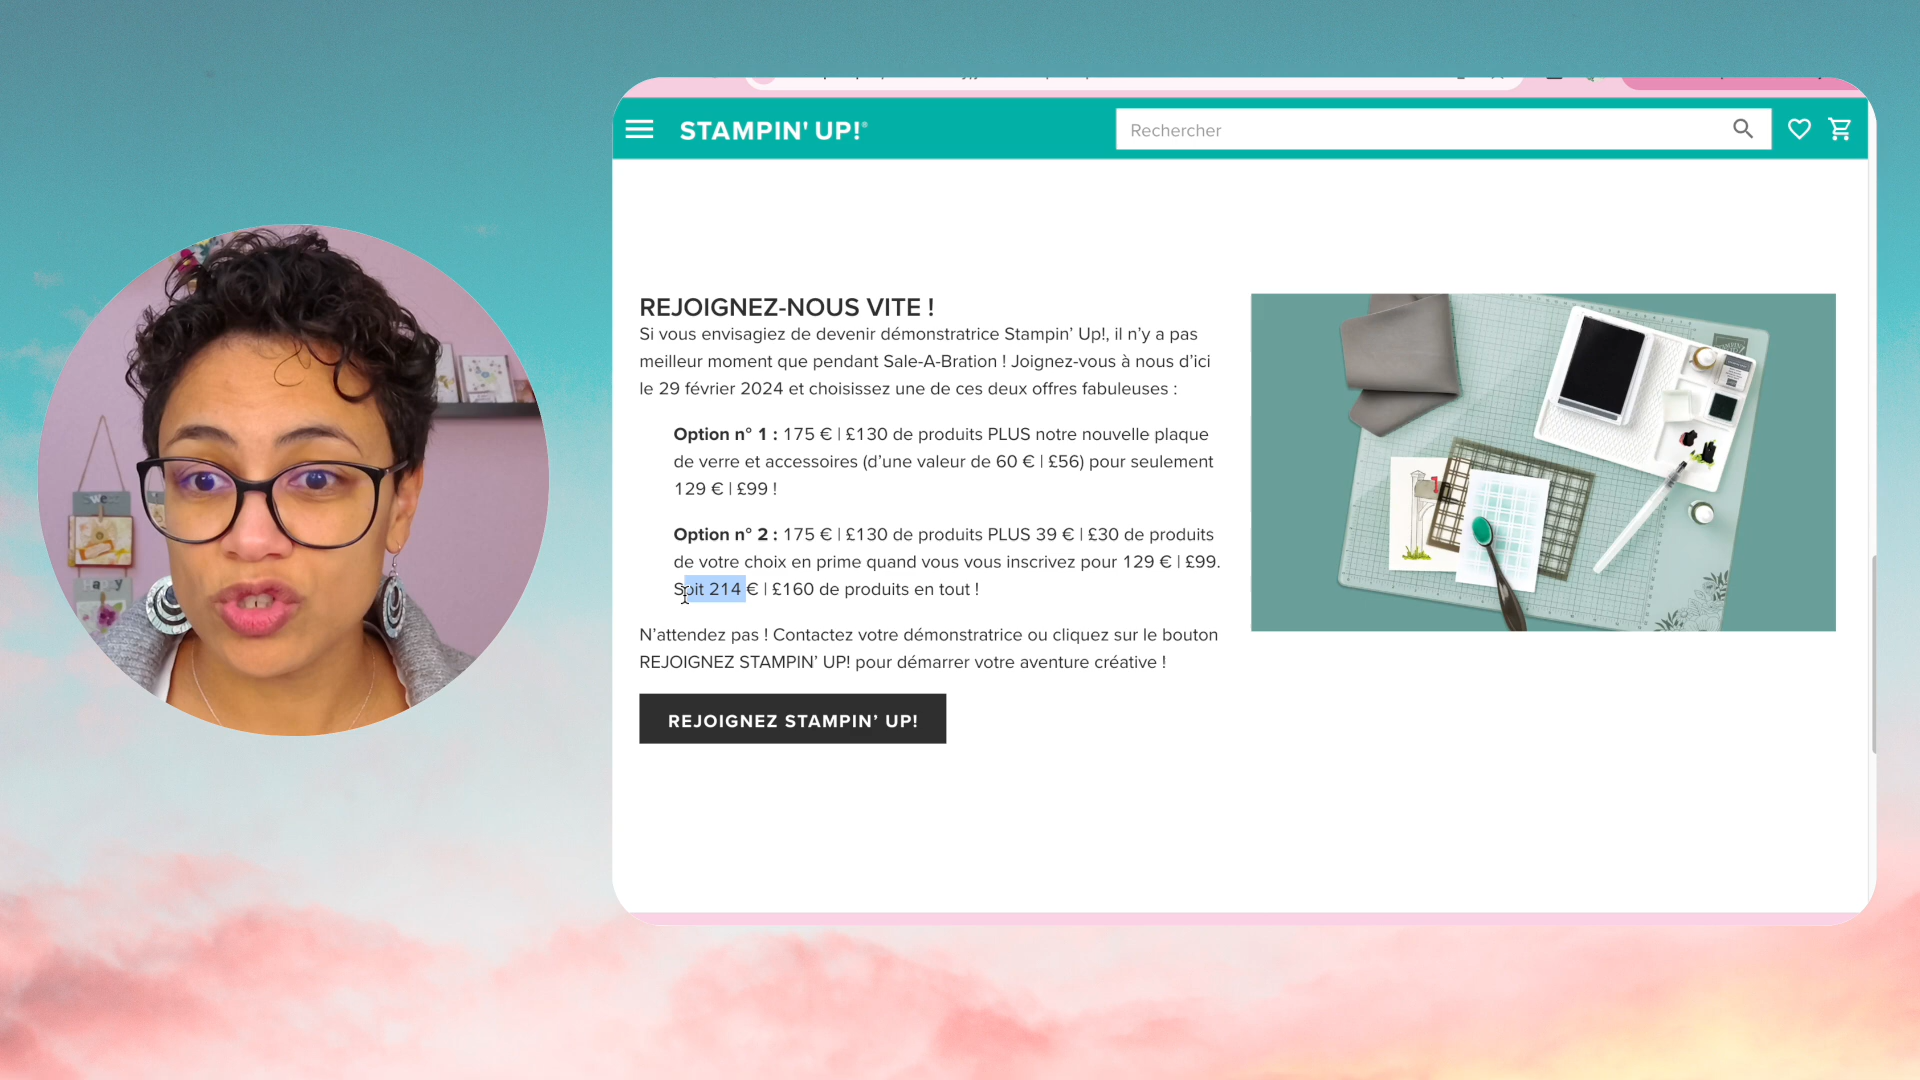 STAMPIN' UP!®
Rechercher
REJOIGNEZ-NOUS VITE !
Si vous envisagiez de devenir démonstratrice Stampin’ Up!, il n’y a pas
meilleur moment que pendant Sale-A-Bration ! Joignez-vous à nous d’ici
le 29 février 2024 et choisissez une de ces deux offres fabuleuses :
Option n° 1 : 175 € | £130 de produits PLUS notre nouvelle plaque
de verre et accessoires (d’une valeur de 60 € | £56) pour seulement
129 € | £99 !
Option n° 2 : 175 € | £130 de produits PLUS 39 € | £30 de produits
de votre choix en prime quand vous vous inscrivez pour 129 € | £99.
Soit 214 € | £160 de produits en tout !
N’attendez pas ! Contactez votre démonstratrice ou cliquez sur le bouton
REJOIGNEZ STAMPIN’ UP! pour démarrer votre aventure créative !
REJOIGNEZ STAMPIN’ UP!